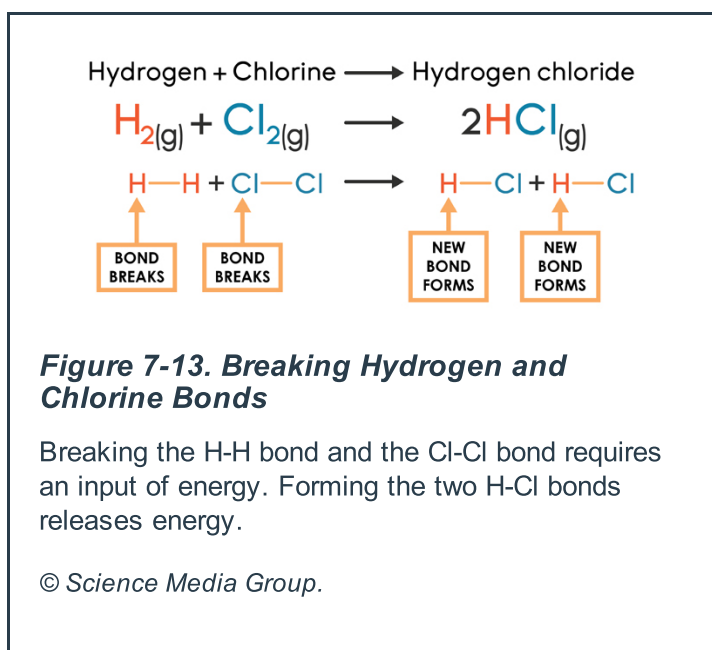 Hydrogen + Chlorine ⟶ Hydrogen chloride
H2(g) + Cl2(g) ⟶ 2HCl(g)
H—H + Cl—Cl ⟶ H—Cl + H—Cl
BOND BREAKS
BOND BREAKS
NEW BOND FORMS
NEW BOND FORMS
Figure 7-13. Breaking Hydrogen and
Chlorine Bonds
Breaking the H-H bond and the Cl-Cl bond requires
an input of energy. Forming the two H-Cl bonds
releases energy.
© Science Media Group.